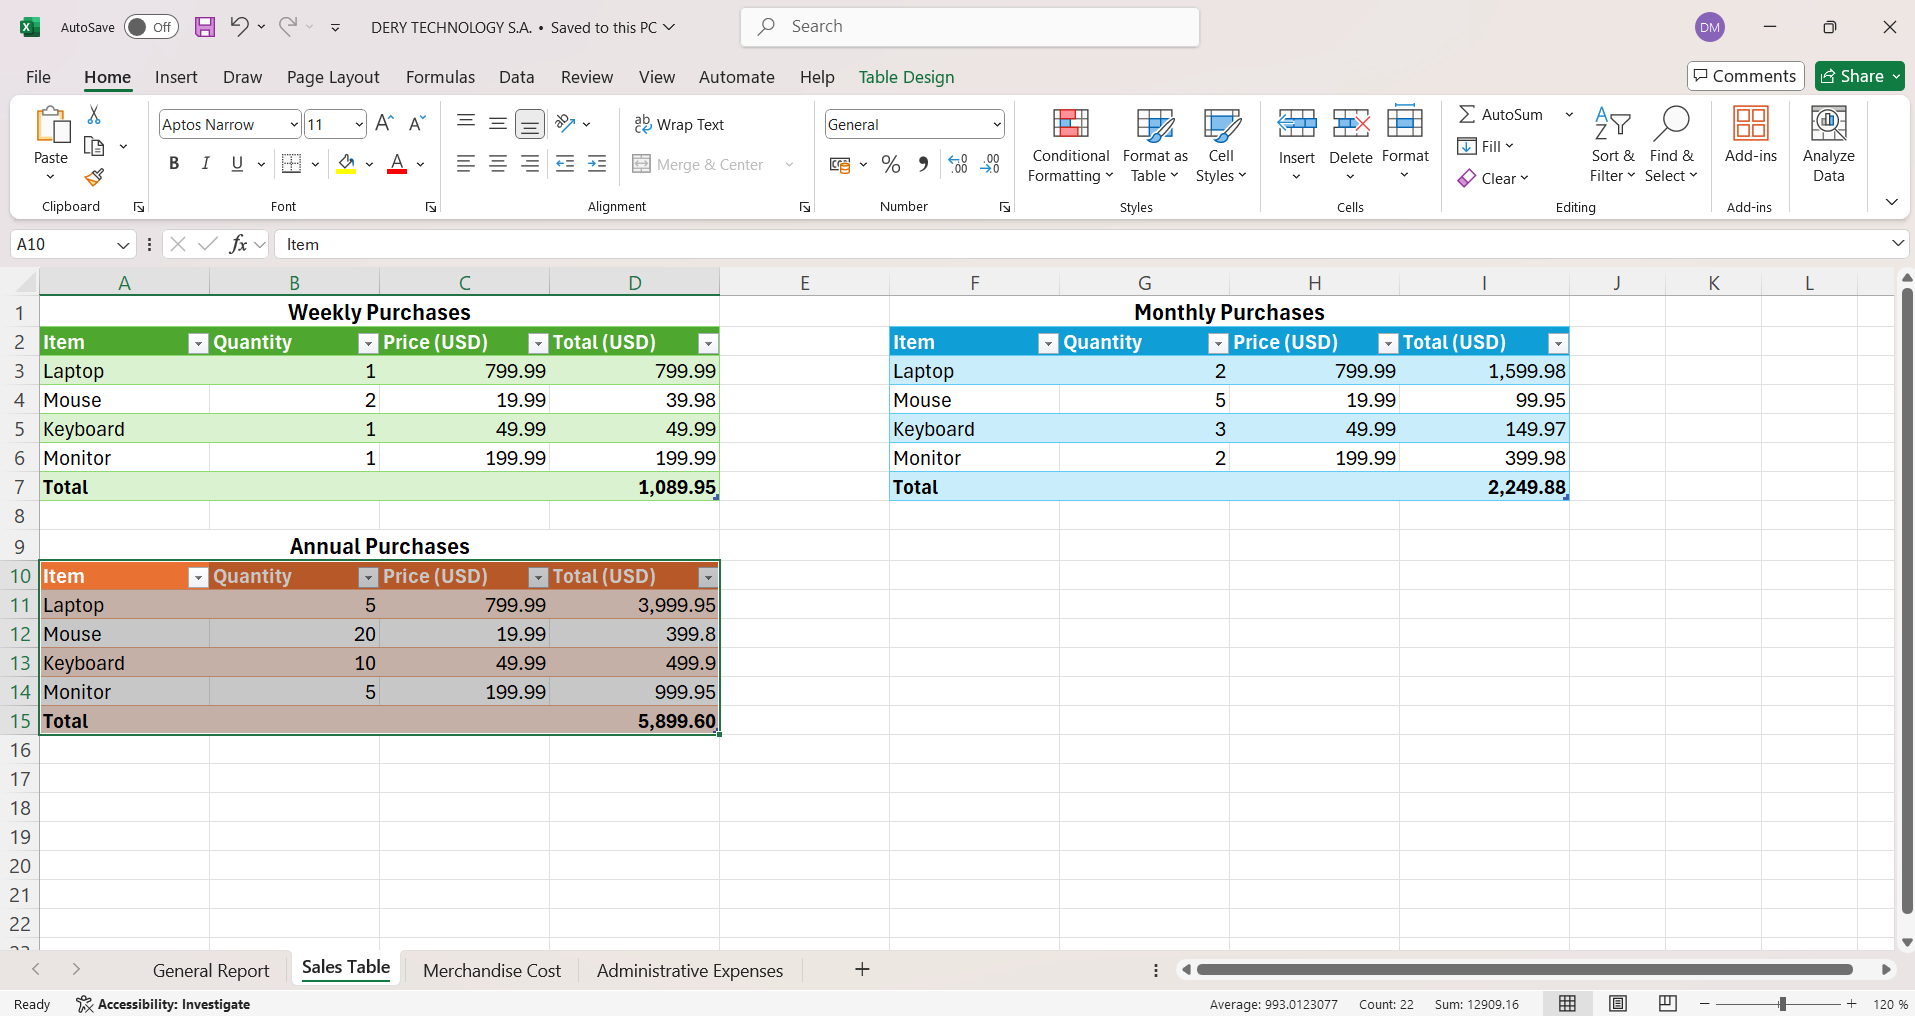 AutoSave Off DERY TECHNOLOGY S.A. • Saved to this PC Search DM
File Home Insert Draw Page Layout Formulas Data Review View Automate Help Table Design Comments Share
Paste
Clipboard
Aptos Narrow 11
B I U A
Font
ab Wrap Text
Merge & Center
Alignment
General
% .00
Number
Conditional Formatting
Format as Table
Cell Styles
Styles
Insert
Delete
Format
Cells
AutoSum
Fill
Clear
Sort & Filter
Find & Select
Editing
Add-ins
Add-ins
Analyze Data
A10 fx Item
A B C D E F G H I J K L
1 Weekly Purchases Monthly Purchases
2 Item Quantity Price (USD) Total (USD) Item Quantity Price (USD) Total (USD)
3 Laptop 1 799.99 799.99 Laptop 2 799.99 1,599.98
4 Mouse 2 19.99 39.98 Mouse 5 19.99 99.95
5 Keyboard 1 49.99 49.99 Keyboard 3 49.99 149.97
6 Monitor 1 199.99 199.99 Monitor 2 199.99 399.98
7 Total 1,089.95 Total 2,249.88
8
9 Annual Purchases
10 Item Quantity Price (USD) Total (USD)
11 Laptop 5 799.99 3,999.95
12 Mouse 20 19.99 399.8
13 Keyboard 10 49.99 499.9
14 Monitor 5 199.99 999.95
15 Total 5,899.60
16
17
18
19
20
21
22
General Report Sales Table Merchandise Cost Administrative Expenses
Ready Accessibility: Investigate Average: 993.0123077 Count: 22 Sum: 12909.16 120 %